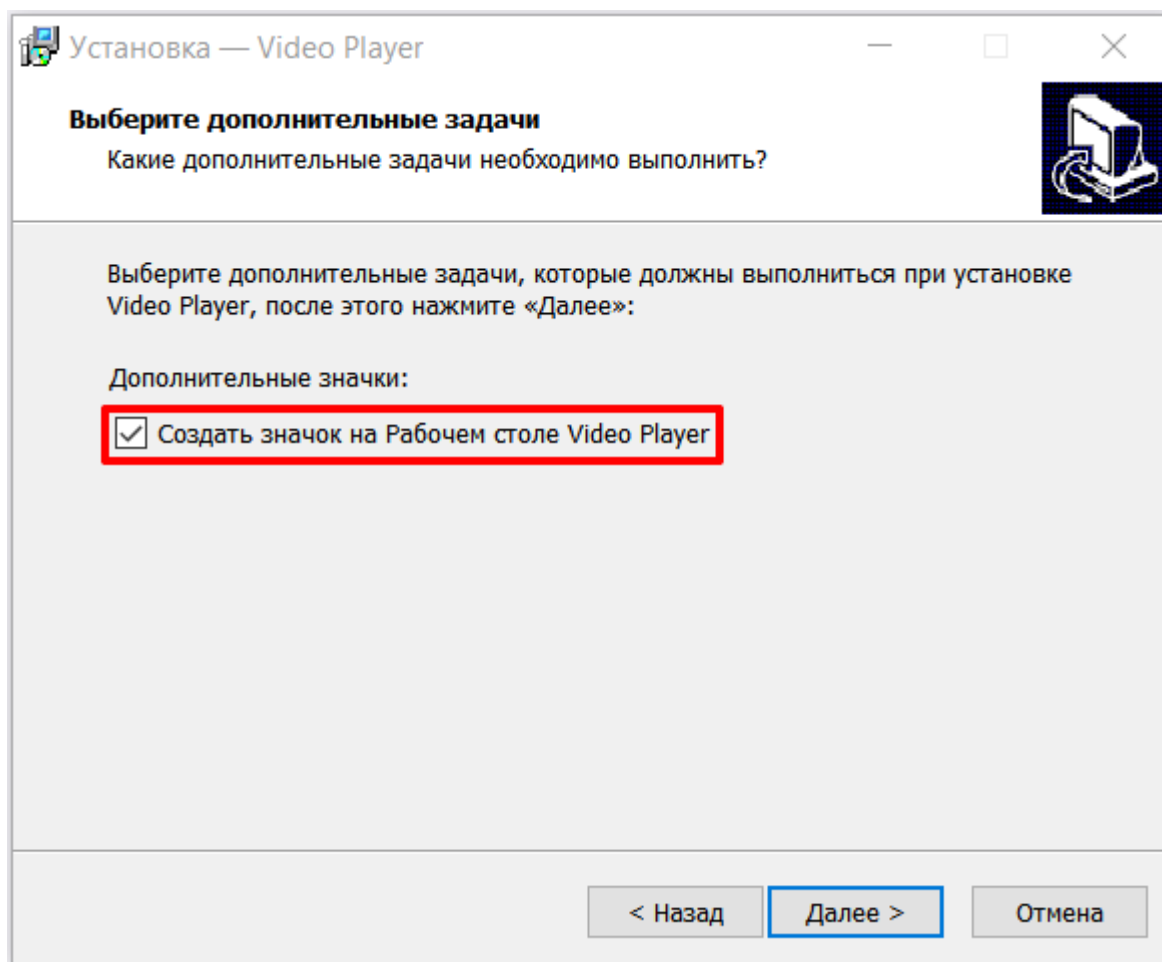 Установка — Video Player
Выберите дополнительные задачи
Какие дополнительные задачи необходимо выполнить?
Выберите дополнительные задачи, которые должны выполниться при установке
Video Player, после этого нажмите «Далее»:
Дополнительные значки:
Создать значок на Рабочем столе Video Player
< Назад
Далее >
Отмена